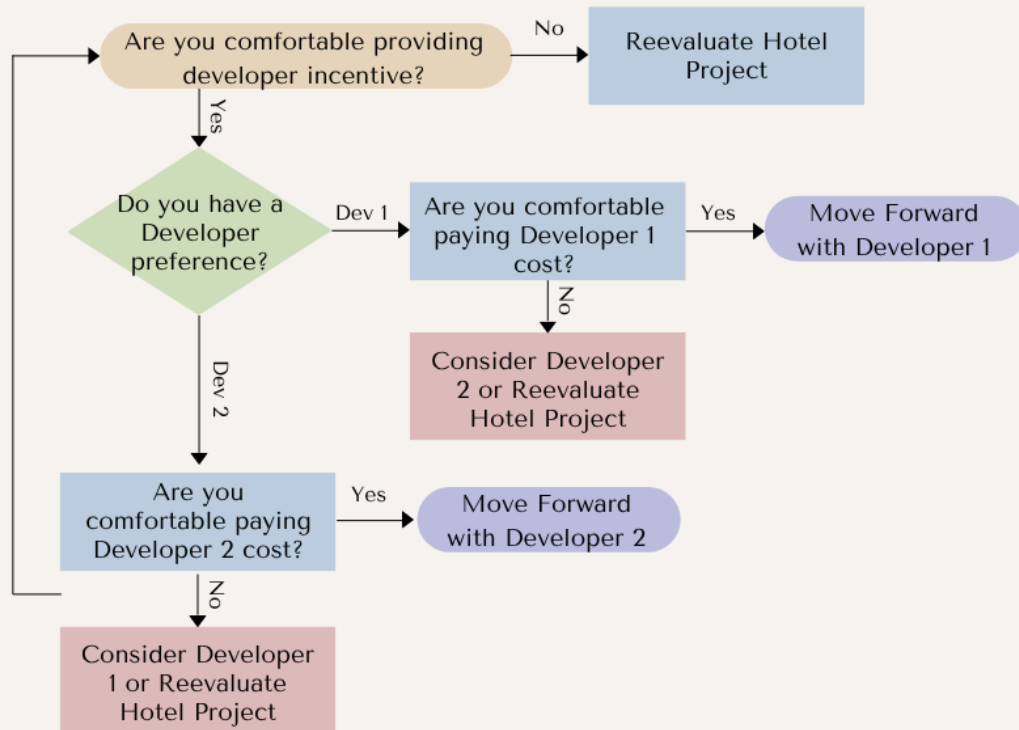 Are you comfortable providing
developer incentive?
No
Reevaluate Hotel
Project
Yes
Do you have a
Developer
preference?
Dev 1
Are you comfortable
paying Developer 1
cost?
Yes
Move Forward
with Developer 1
No
Consider Developer
2 or Reevaluate
Hotel Project
Dev 2
Are you
comfortable paying
Developer 2 cost?
Yes
Move Forward
with Developer 2
No
Consider Developer
1 or Reevaluate
Hotel Project